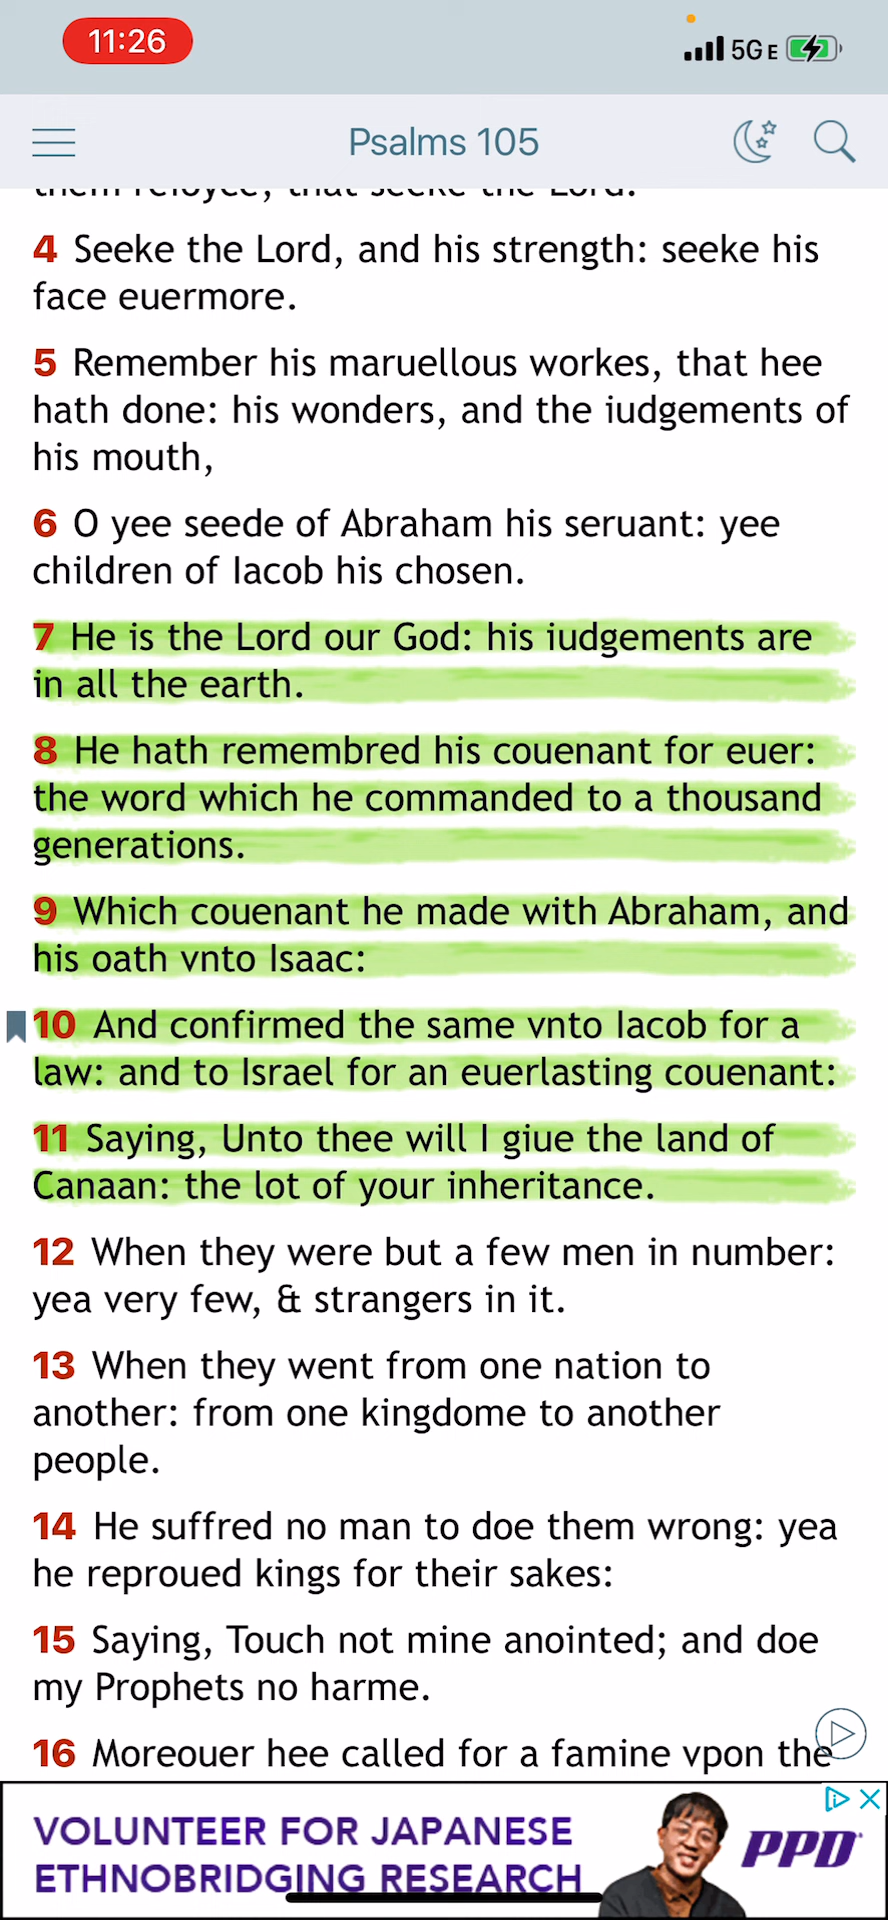 11:26
5G E
Psalms 105
them reioyce, that seeke the Lord.
4 Seeke the Lord, and his strength: seeke his
face euermore.
5 Remember his maruellous workes, that hee
hath done: his wonders, and the iudgements of
his mouth,
6 O yee seede of Abraham his seruant: yee
children of Iacob his chosen.
7 He is the Lord our God: his iudgements are
in all the earth.
8 He hath remembred his couenant for euer:
the word which he commanded to a thousand
generations.
9 Which couenant he made with Abraham, and
his oath vnto Isaac:
10 And confirmed the same vnto Iacob for a
law: and to Israel for an euerlasting couenant:
11 Saying, Unto thee will I giue the land of
Canaan: the lot of your inheritance.
12 When they were but a few men in number:
yea very few, & strangers in it.
13 When they went from one nation to
another: from one kingdome to another
people.
14 He suffred no man to doe them wrong: yea
he reproued kings for their sakes:
15 Saying, Touch not mine anointed; and doe
my Prophets no harme.
16 Moreouer hee called for a famine vpon the
VOLUNTEER FOR JAPANESE
ETHNOBRIDGING RESEARCH
PPD